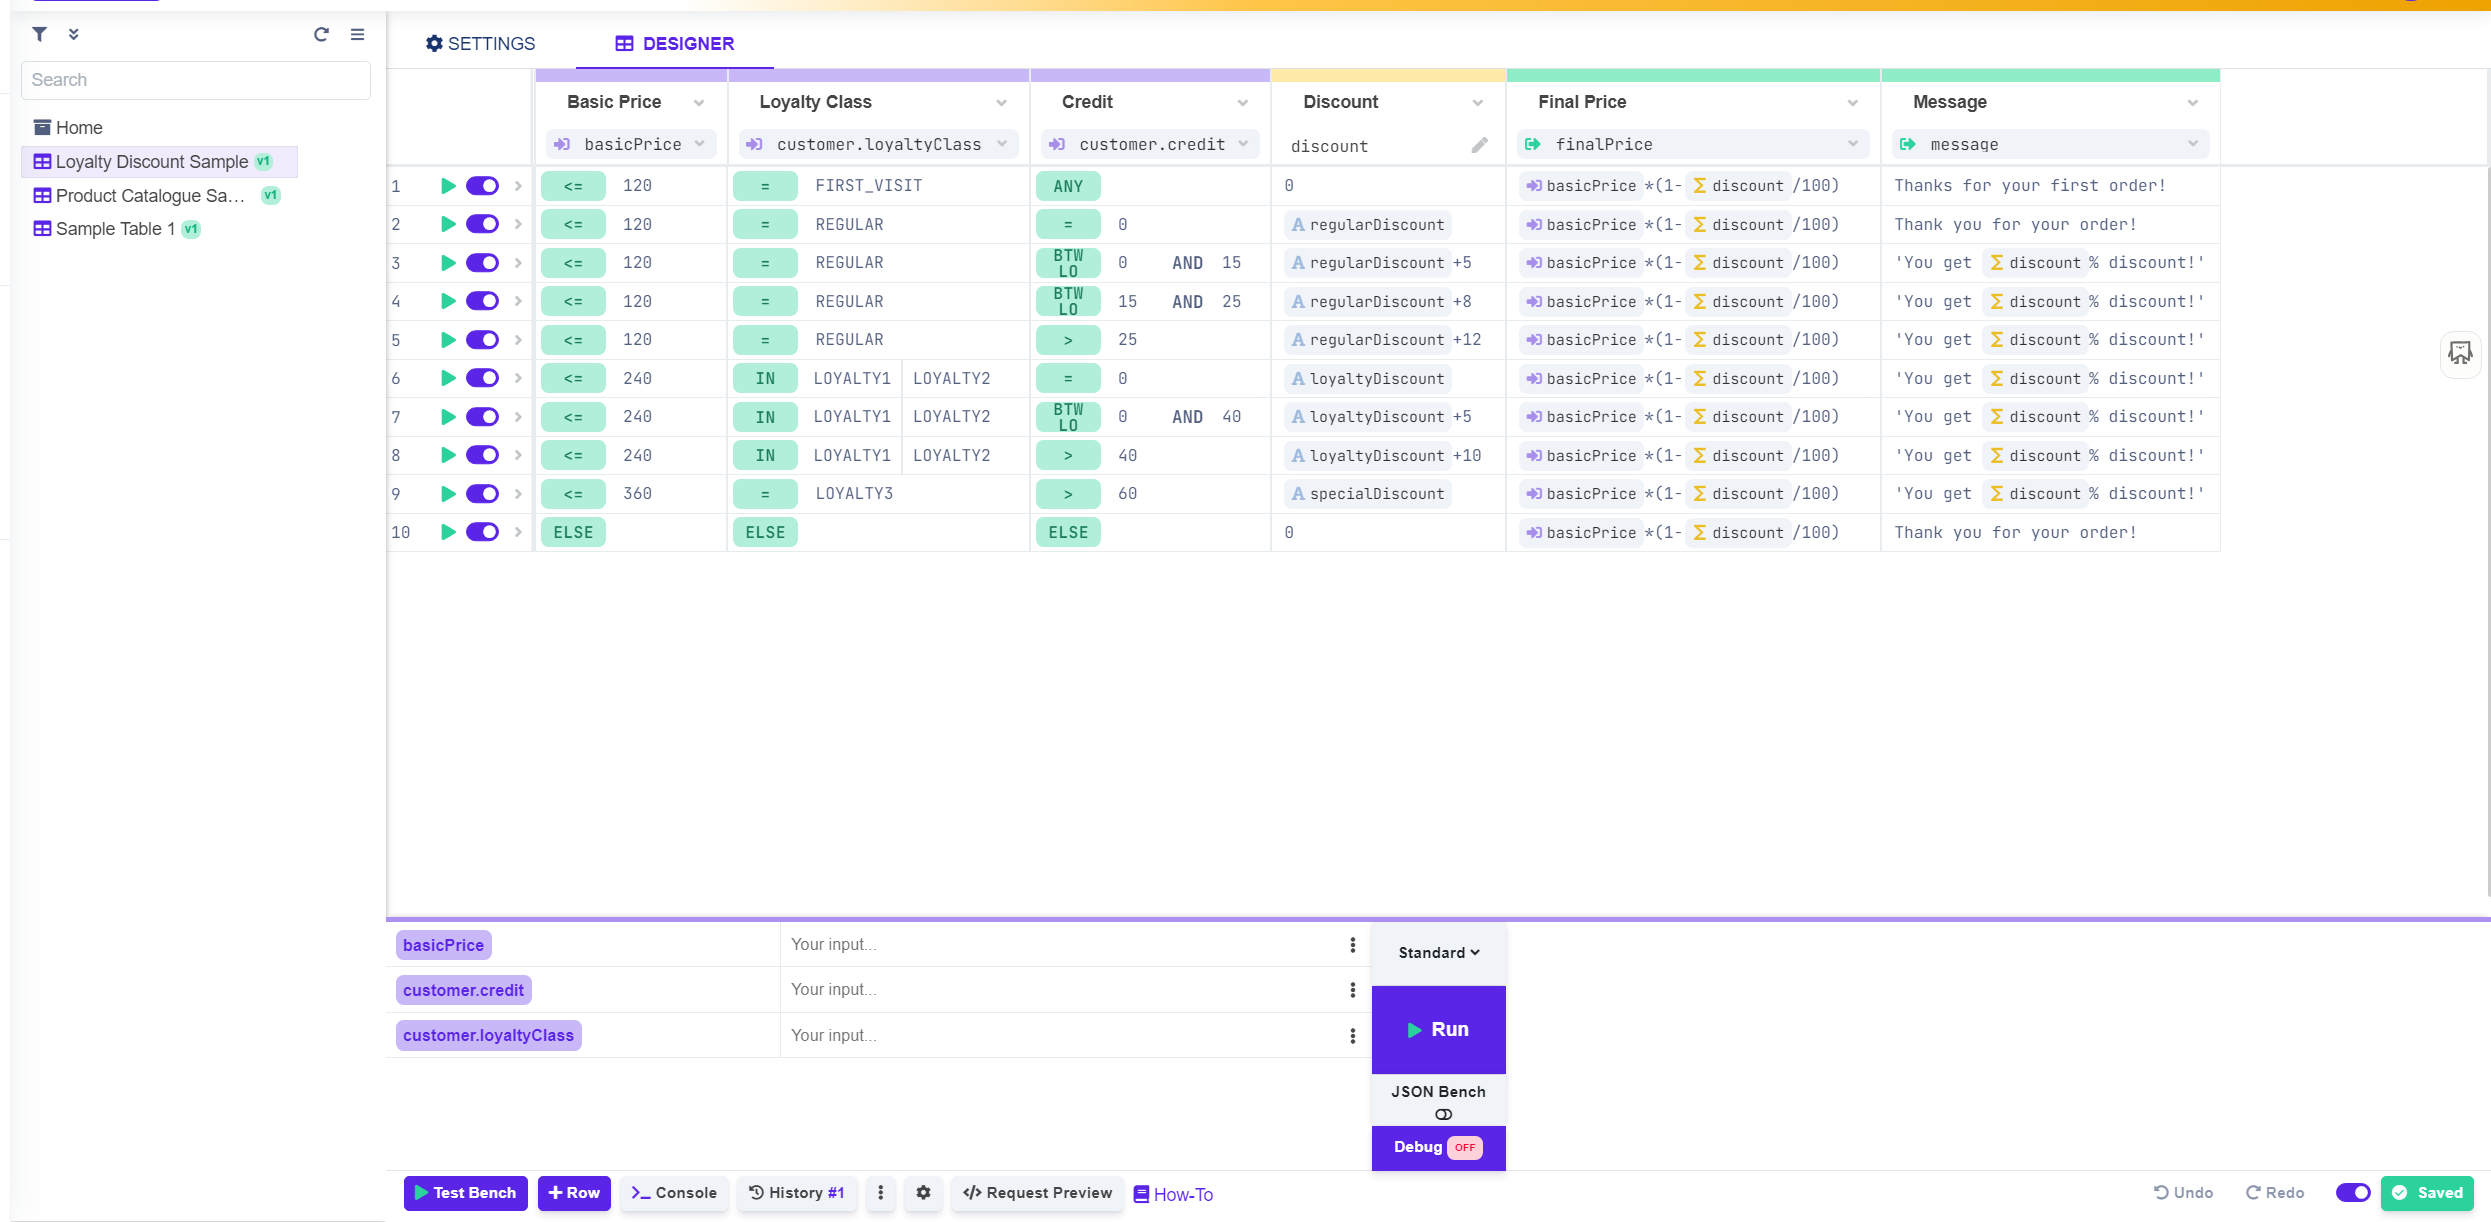 Search
Home
Loyalty Discount Sample v1
Product Catalogue Sa... v1
Sample Table 1 v1
SETTINGS
DESIGNER
Basic Price Loyalty Class Credit Discount Final Price Message
basicPrice customer.loyaltyClass customer.credit discount finalPrice message
1 <= 120 = FIRST_VISIT ANY 0 basicPrice *(1- Σ discount /100) Thanks for your first order!
2 <= 120 = REGULAR = 0 A regularDiscount basicPrice *(1- Σ discount /100) Thank you for your order!
3 <= 120 = REGULAR BTW LO 0 AND 15 A regularDiscount +5 basicPrice *(1- Σ discount /100) 'You get Σ discount % discount!'
4 <= 120 = REGULAR BTW LO 15 AND 25 A regularDiscount +8 basicPrice *(1- Σ discount /100) 'You get Σ discount % discount!'
5 <= 120 = REGULAR > 25 A regularDiscount +12 basicPrice *(1- Σ discount /100) 'You get Σ discount % discount!'
6 <= 240 IN LOYALTY1 LOYALTY2 = 0 A loyaltyDiscount basicPrice *(1- Σ discount /100) 'You get Σ discount % discount!'
7 <= 240 IN LOYALTY1 LOYALTY2 BTW LO 0 AND 40 A loyaltyDiscount +5 basicPrice *(1- Σ discount /100) 'You get Σ discount % discount!'
8 <= 240 IN LOYALTY1 LOYALTY2 > 40 A loyaltyDiscount +10 basicPrice *(1- Σ discount /100) 'You get Σ discount % discount!'
9 <= 360 = LOYALTY3 > 60 A specialDiscount basicPrice *(1- Σ discount /100) 'You get Σ discount % discount!'
10 ELSE ELSE ELSE 0 basicPrice *(1- Σ discount /100) Thank you for your order!
basicPrice Your input...
customer.credit Your input...
customer.loyaltyClass Your input...
Standard
Run
JSON Bench
Debug OFF
Test Bench + Row >_ Console History #1 </> Request Preview How-To Undo Redo Saved